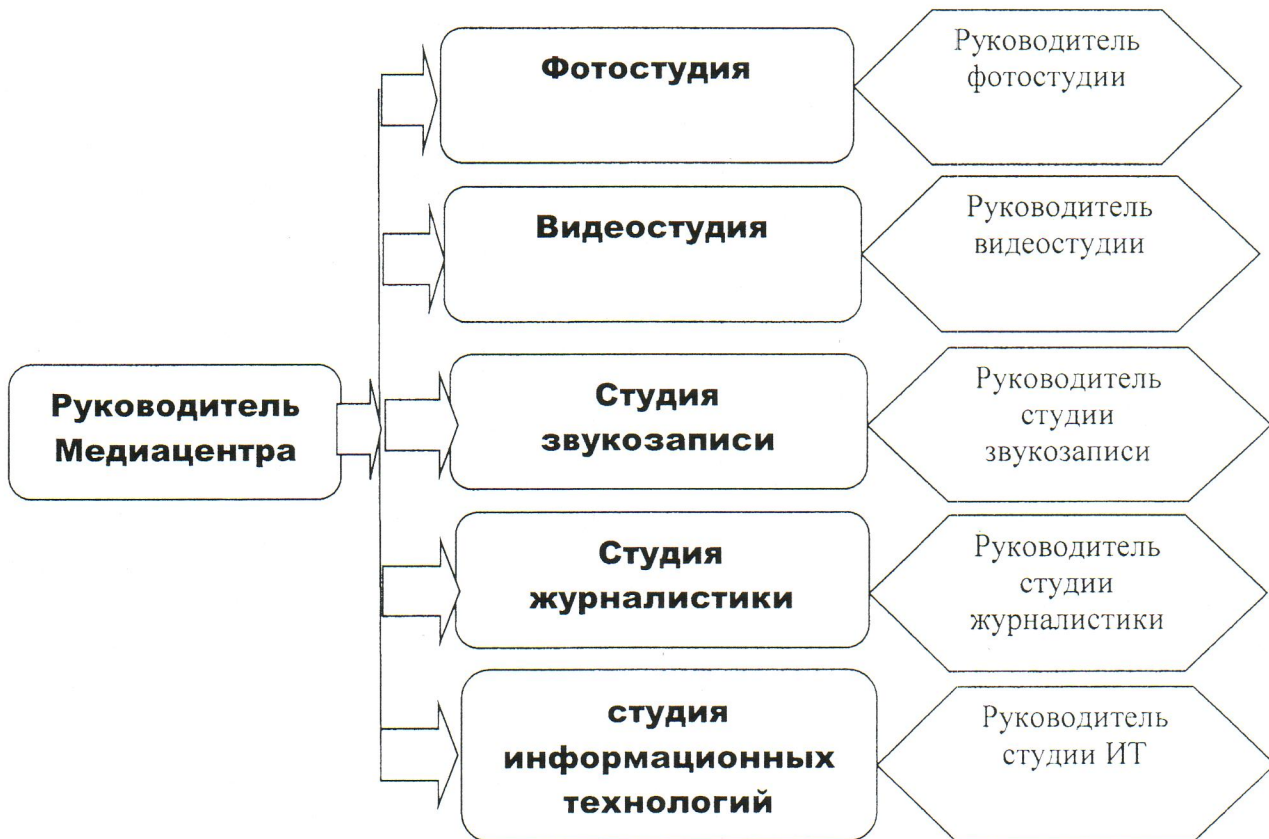 Фотостудия
Руководитель
фотостудии
Видеостудия
Руководитель
видеостудии
Руководитель
Медиацентра
Студия
звукозаписи
Руководитель
студии
звукозаписи
Студия
журналистики
Руководитель
студии
журналистики
студия
информационных
технологий
Руководитель
студии ИТ